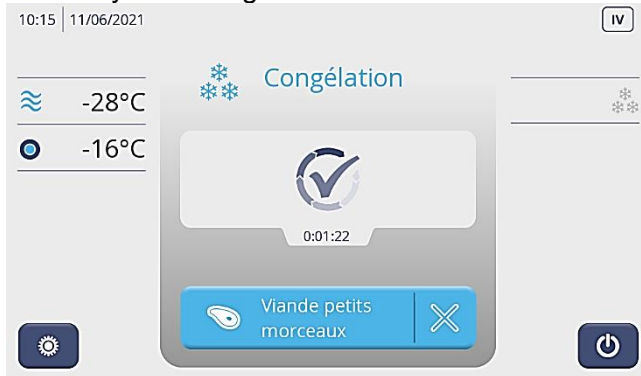 10:15 11/06/2021
IV
Congélation
-28°C
-16°C
0:01:22
Viande petits
morceaux